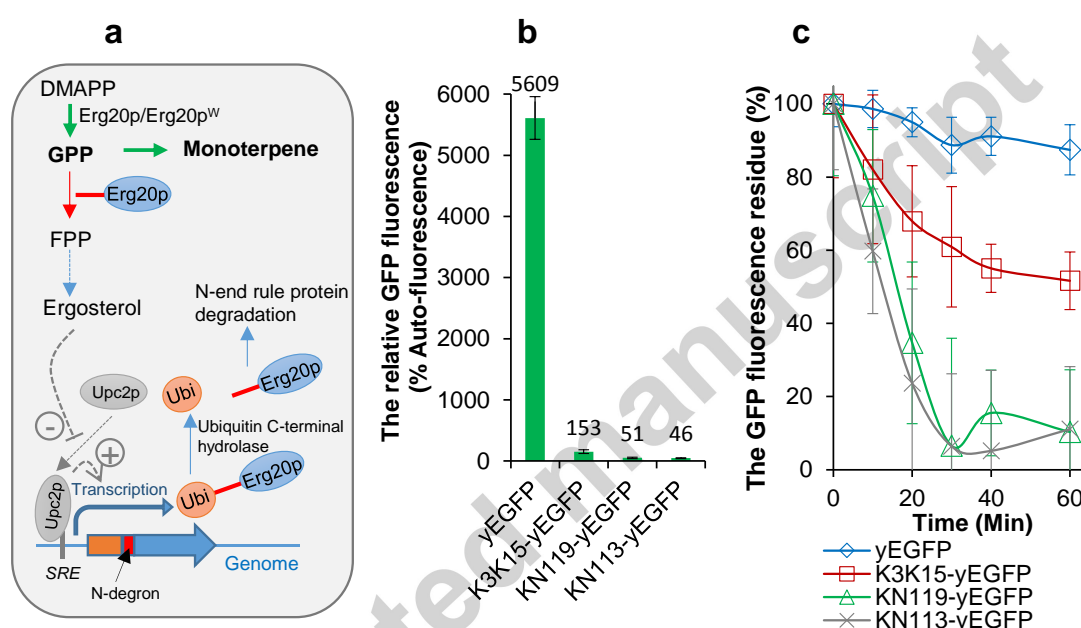 a
DMAPP
Erg20p/Erg20pᵂ
GPP
Monoterpene
Erg20p
FPP
Ergosterol
N-end rule protein
degradation
Upc2p
Ubi
Erg20p
-
+
Ubiquitin C-terminal
hydrolase
Transcription
Upc2p
Ubi
Erg20p
SRE
Genome
N-degron
b
The relative GFP fluorescence
(% Auto-fluorescence)
6000
5000
4000
3000
2000
1000
0
5609
153
51
46
yEGFP
K3K15-yEGFP
KN119-yEGFP
KN113-yEGFP
c
The GFP fluorescence residue (%)
100
80
60
40
20
0
0
20
40
60
Time (Min)
yEGFP
K3K15-yEGFP
KN119-yEGFP
KN113-yEGFP
ted manuscript